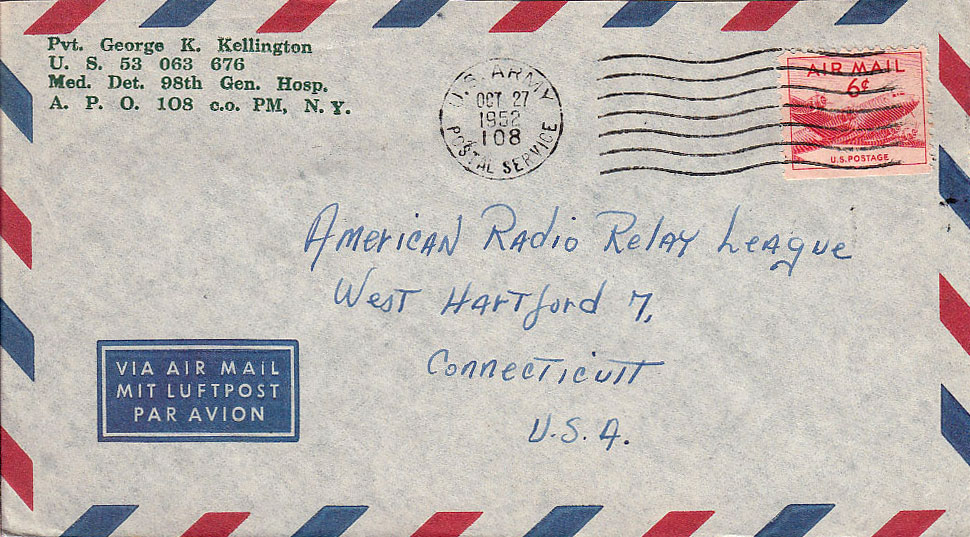 Pvt. George K. Kellington
U. S. 53 063 676
Med. Det. 98th Gen. Hosp.
A. P. O. 108 c.o. PM, N. Y.
U.S. ARMY
OCT 27
1952
108
POSTAL SERVICE
AIR MAIL
6¢
U.S. POSTAGE
American Radio Relay League
West Hartford 7,
Connecticutt
U.S.A.
VIA AIR MAIL
MIT LUFTPOST
PAR AVION